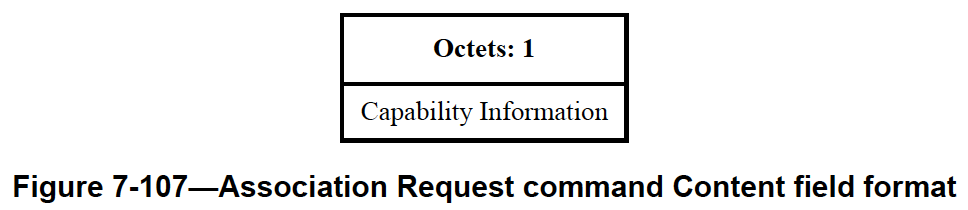 Octets: 1
Capability Information
Figure 7-107—Association Request command Content field format